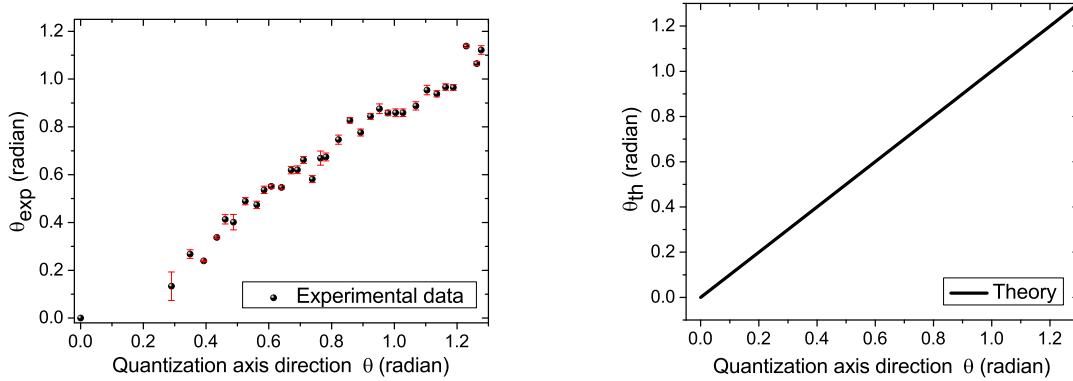 θexp (radian)
1.2
1.0
0.8
0.6
0.4
0.2
0.0
Experimental data
0.0 0.2 0.4 0.6 0.8 1.0 1.2
Quantization axis direction θ (radian)
θth (radian)
1.2
1.0
0.8
0.6
0.4
0.2
0.0
Theory
0.0 0.2 0.4 0.6 0.8 1.0 1.2
Quantization axis direction θ (radian)